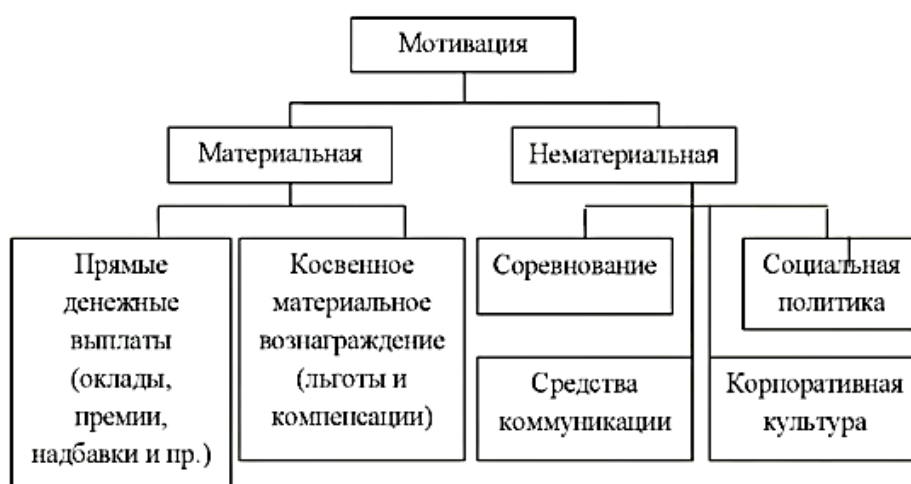 Мотивация
Материальная
Нематериальная
Прямые
денежные
выплаты
(оклады,
премии,
надбавки и пр.)
Косвенное
материальное
вознаграждение
(льготы и
компенсации)
Соревнование
Социальная
политика
Средства
коммуникации
Корпоративная
культура